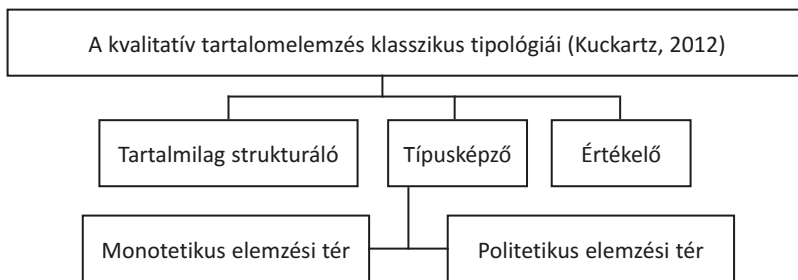 A kvalitatív tartalomelemzés klasszikus tipológiái (Kuckartz, 2012)
Tartalmilag strukturáló
Típusképző
Értékelő
Monotetikus elemzési tér
Politetikus elemzési tér